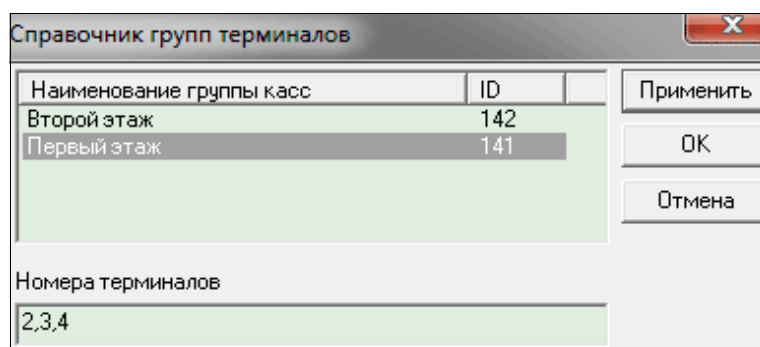 Справочник групп терминалов
Наименование группы касс ID
Второй этаж 142
Первый этаж 141
Применить
OK
Отмена
Номера терминалов
2,3,4